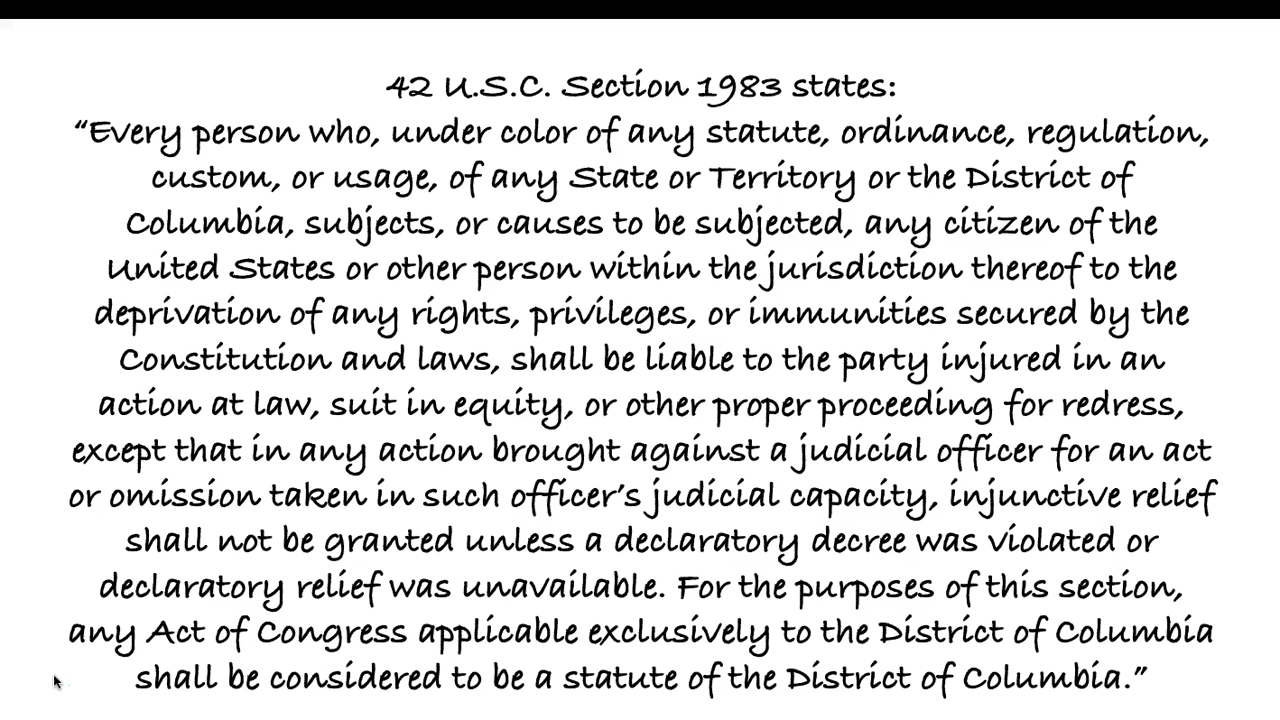 42 U.S.C. Section 1983 states:
“Every person who, under color of any statute, ordinance, regulation,
custom, or usage, of any State or Territory or the District of
Columbia, subjects, or causes to be subjected, any citizen of the
United States or other person within the jurisdiction thereof to the
deprivation of any rights, privileges, or immunities secured by the
Constitution and laws, shall be liable to the party injured in an
action at law, suit in equity, or other proper proceeding for redress,
except that in any action brought against a judicial officer for an act
or omission taken in such officer’s judicial capacity, injunctive relief
shall not be granted unless a declaratory decree was violated or
declaratory relief was unavailable. For the purposes of this section,
any Act of Congress applicable exclusively to the District of Columbia
shall be considered to be a statute of the District of Columbia.”